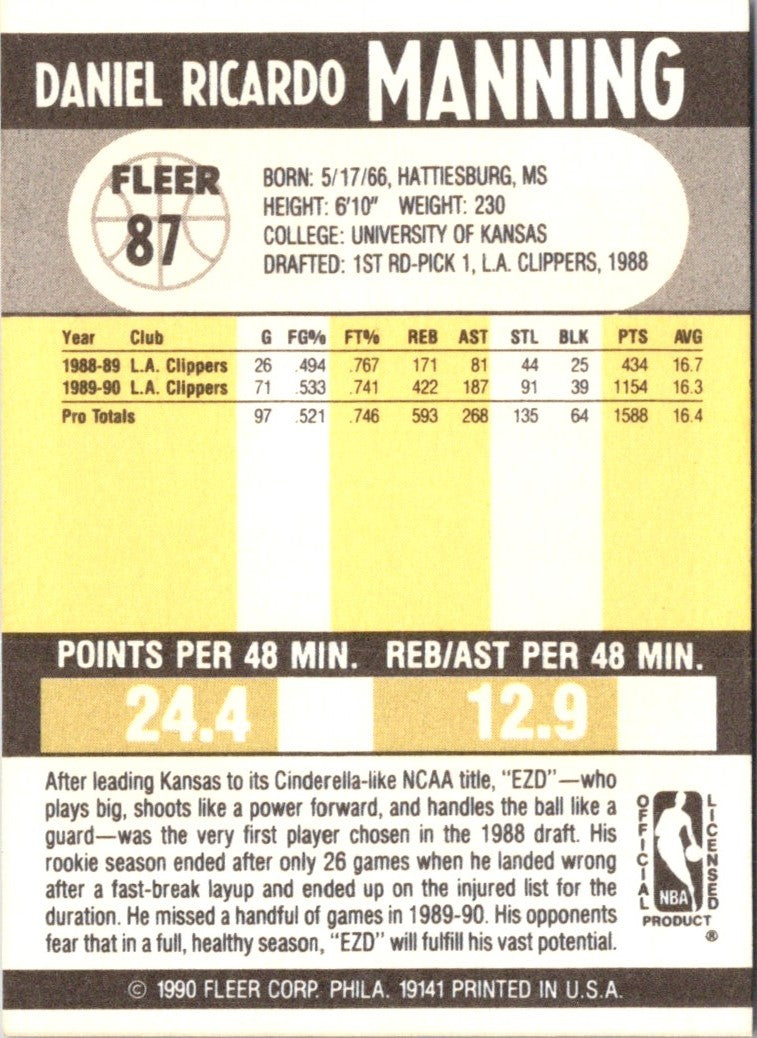 DANIEL RICARDO MANNING
FLEER
87
BORN: 5/17/66, HATTIESBURG, MS
HEIGHT: 6'10" WEIGHT: 230
COLLEGE: UNIVERSITY OF KANSAS
DRAFTED: 1ST RD-PICK 1, L.A. CLIPPERS, 1988
Year Club G FG% FT% REB AST STL BLK PTS AVG
1988-89 L.A. Clippers 26 .494 .767 171 81 44 25 434 16.7
1989-90 L.A. Clippers 71 .533 .741 422 187 91 39 1154 16.3
Pro Totals 97 .521 .746 593 268 135 64 1588 16.4
POINTS PER 48 MIN. REB/AST PER 48 MIN.
24.4 12.9
After leading Kansas to its Cinderella-like NCAA title, "EZD"—who
plays big, shoots like a power forward, and handles the ball like a
guard—was the very first player chosen in the 1988 draft. His
rookie season ended after only 26 games when he landed wrong
after a fast-break layup and ended up on the injured list for the
duration. He missed a handful of games in 1989-90. His opponents
fear that in a full, healthy season, "EZD" will fulfill his vast potential.
OFFICIAL
LICENSED
NBA
PRODUCT
®
© 1990 FLEER CORP. PHILA. 19141 PRINTED IN U.S.A.